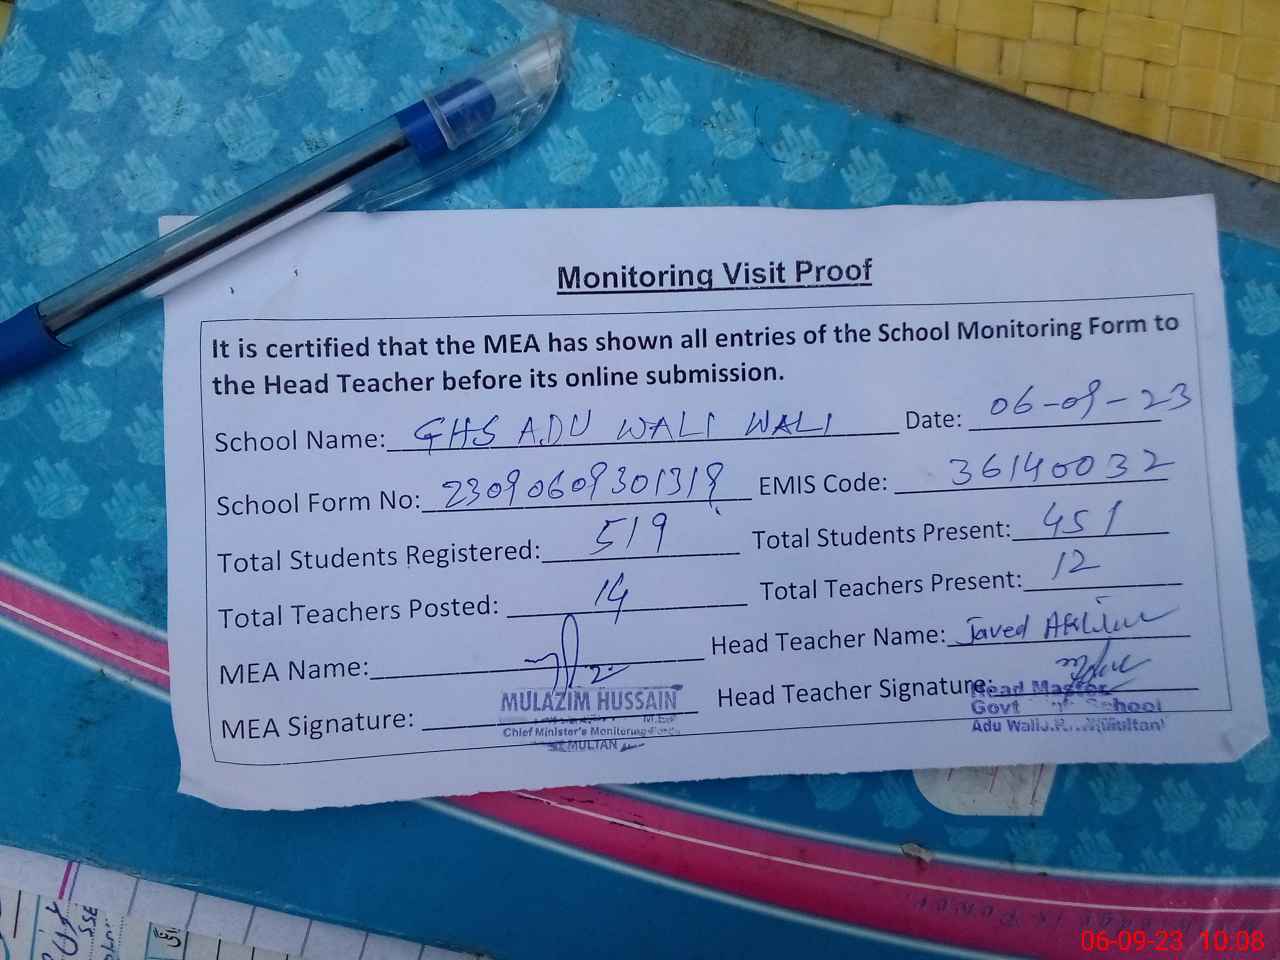 Monitoring Visit Proof
It is certified that the MEA has shown all entries of the School Monitoring Form to
the Head Teacher before its online submission.
School Name: GHS ADU WALI WALI Date: 06-09-23
School Form No: 23090609301319 EMIS Code: 36140032
Total Students Registered: 519 Total Students Present: 451
Total Teachers Posted: 14 Total Teachers Present: 12
MEA Name: Head Teacher Name: Javed
MEA Signature: Head Teacher Signature:
MULAZIM HUSSAIN
Chief Minister's Monitoring
MULTAN
Head Master
Govt School
Adu Wali (Multan)
SSE
06-09-23 10:08